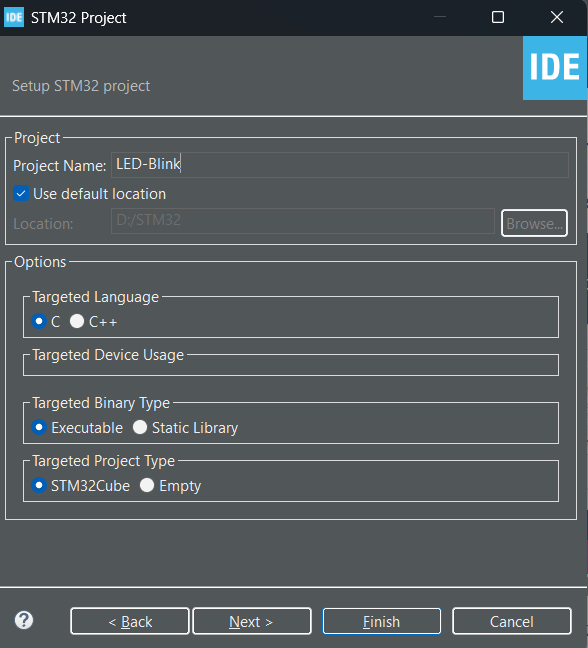 IDE STM32 Project
Setup STM32 project
IDE
Project
Project Name: LED-Blink
Use default location
Location: D:/STM32 Browse...
Options
Targeted Language
C C++
Targeted Device Usage
Targeted Binary Type
Executable Static Library
Targeted Project Type
STM32Cube Empty
? < Back Next > Finish Cancel